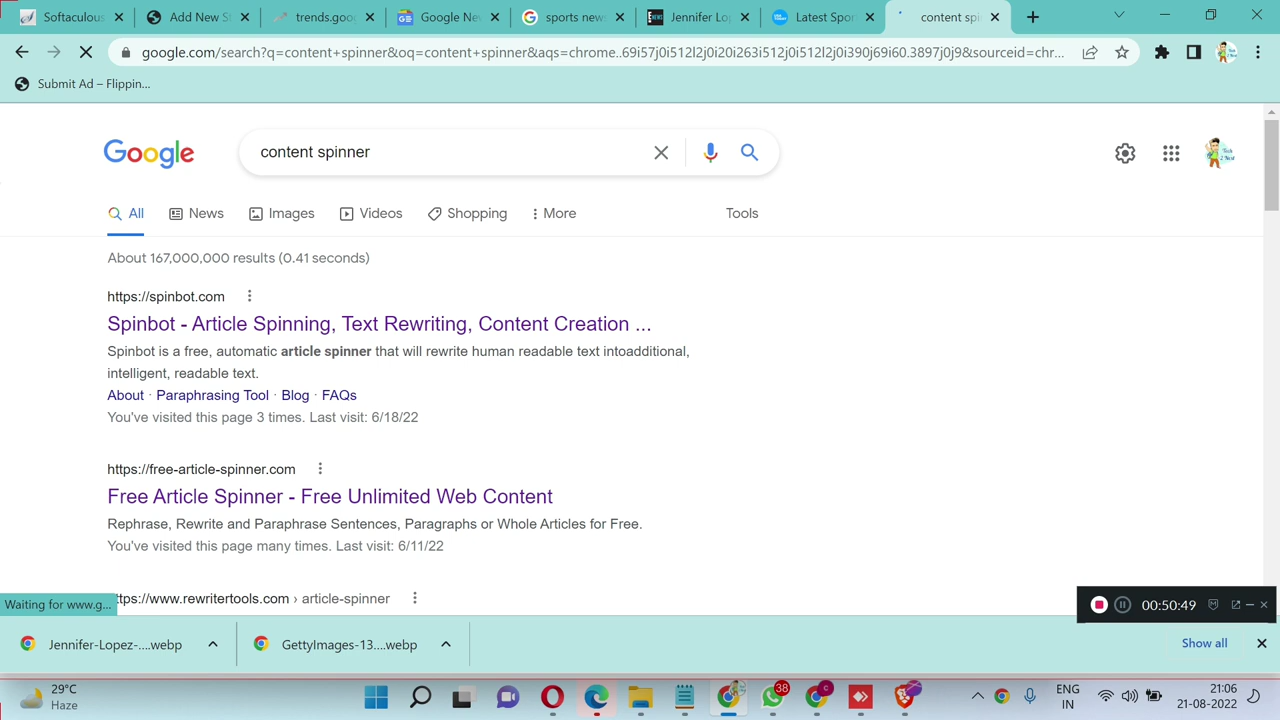 Softaculous
Add New S
trends.goo
Google Ne
sports news
Jennifer Lo
Latest Spor
content spi
google.com/search?q=content+spinner&oq=content+spinner&aqs=chrome..69i57j0i512l2j0i20i263i512j0i512l2j0i390j69i60.3897j0j9&sourceid=chr...
Submit Ad – Flippin...
Google
content spinner
Tech 2 Next
All
News
Images
Videos
Shopping
More
Tools
About 167,000,000 results (0.41 seconds)
https://spinbot.com
Spinbot - Article Spinning, Text Rewriting, Content Creation ...
Spinbot is a free, automatic article spinner that will rewrite human readable text intoadditional,
intelligent, readable text.
About · Paraphrasing Tool · Blog · FAQs
You've visited this page 3 times. Last visit: 6/18/22
https://free-article-spinner.com
Free Article Spinner - Free Unlimited Web Content
Rephrase, Rewrite and Paraphrase Sentences, Paragraphs or Whole Articles for Free.
You've visited this page many times. Last visit: 6/11/22
Waiting for www.g...
ttps://www.rewritertools.com › article-spinner
00:50:49
Jennifer-Lopez-....webp
GettyImages-13....webp
Show all
29°C
Haze
38
ENG
IN
21:06
21-08-2022